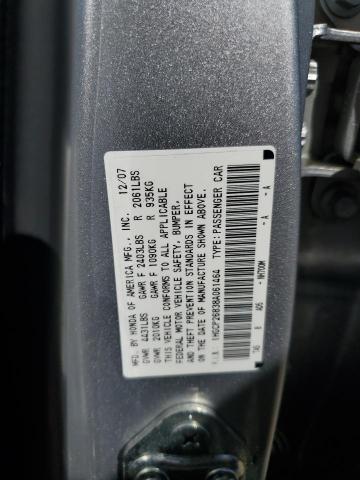 MFD. BY HONDA OF AMERICA MFG., INC. 12/07
GVWR 4431LBS GAWR F 2403LBS R 2061LBS
GVWR 2010KG GAWR F 1090KG R 935KG
THIS VEHICLE CONFORMS TO ALL APPLICABLE
FEDERAL MOTOR VEHICLE SAFETY, BUMPER,
AND THEFT PREVENTION STANDARDS IN EFFECT
ON THE DATE OF MANUFACTURE SHOWN ABOVE.
V.I.N. 1HGCP26838A061464 TYPE:PASSENGER CAR